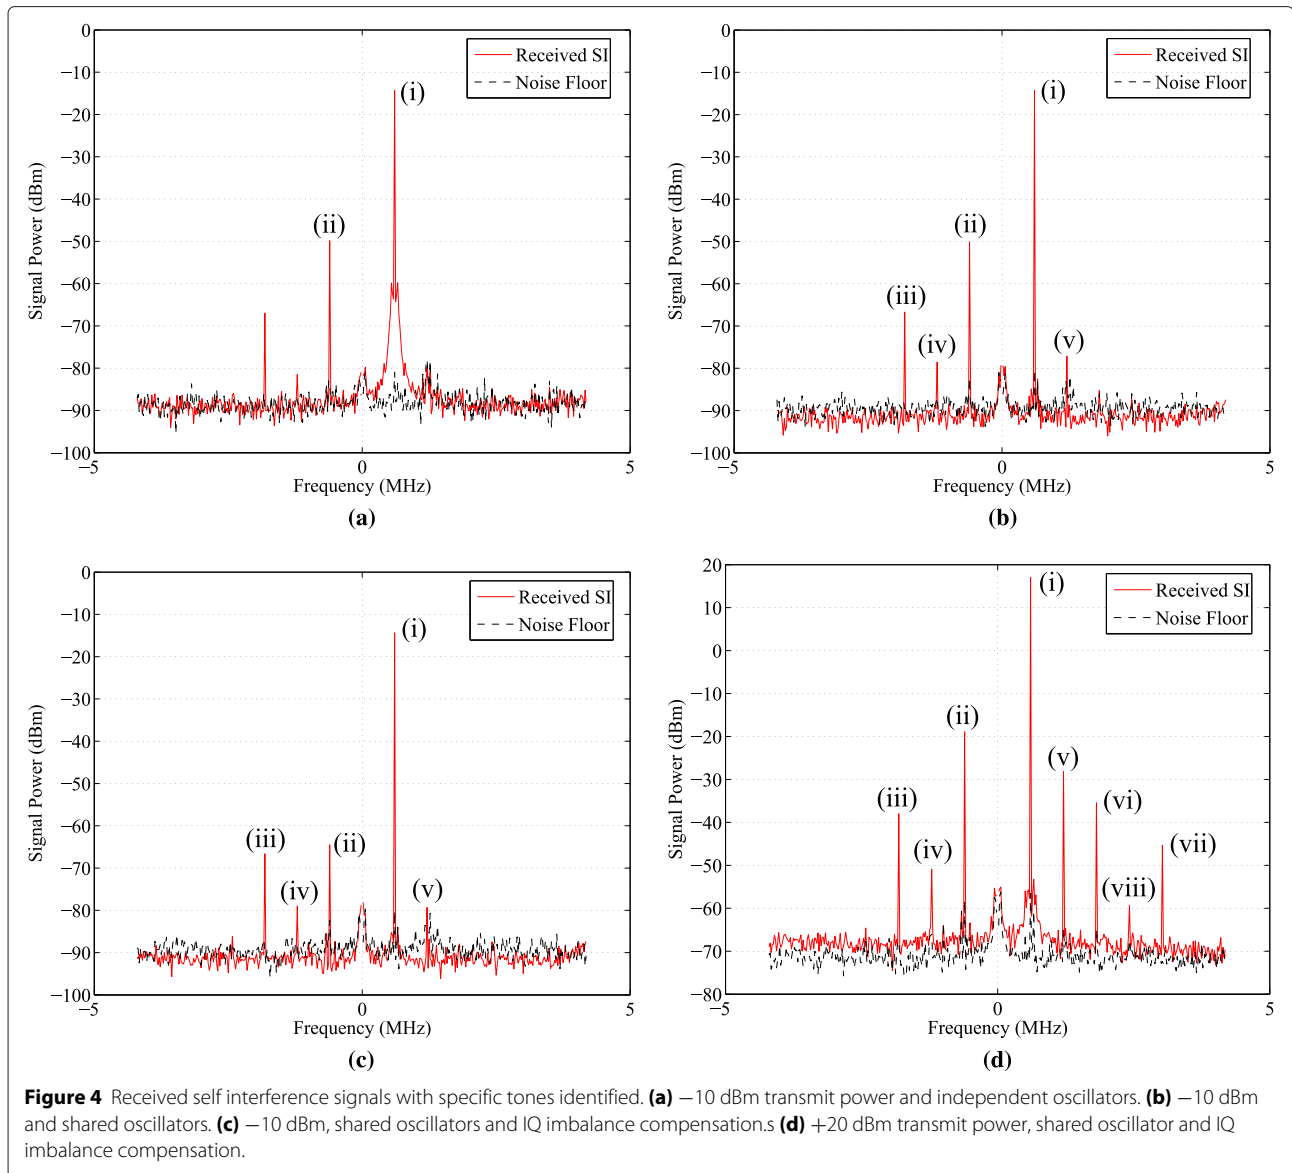 0
−10
−20
−30
−40
−50
−60
−70
−80
−90
−100
−5
0
5
Signal Power (dBm)
Frequency (MHz)
Received SI
Noise Floor
(i)
(ii)
(a)
0
−10
−20
−30
−40
−50
−60
−70
−80
−90
−100
−5
0
5
Signal Power (dBm)
Frequency (MHz)
Received SI
Noise Floor
(i)
(ii)
(iii)
(iv)
(v)
(b)
0
−10
−20
−30
−40
−50
−60
−70
−80
−90
−100
−5
0
5
Signal Power (dBm)
Frequency (MHz)
Received SI
Noise Floor
(i)
(iii)
(ii)
(iv)
(v)
(c)
20
10
0
−10
−20
−30
−40
−50
−60
−70
−80
−5
0
5
Signal Power (dBm)
Frequency (MHz)
Received SI
Noise Floor
(i)
(ii)
(v)
(iii)
(vi)
(iv)
(vii)
(viii)
(d)
Figure 4 Received self interference signals with specific tones identified. (a) −10 dBm transmit power and independent oscillators. (b) −10 dBm
and shared oscillators. (c) −10 dBm, shared oscillators and IQ imbalance compensation.s (d) +20 dBm transmit power, shared oscillator and IQ
imbalance compensation.